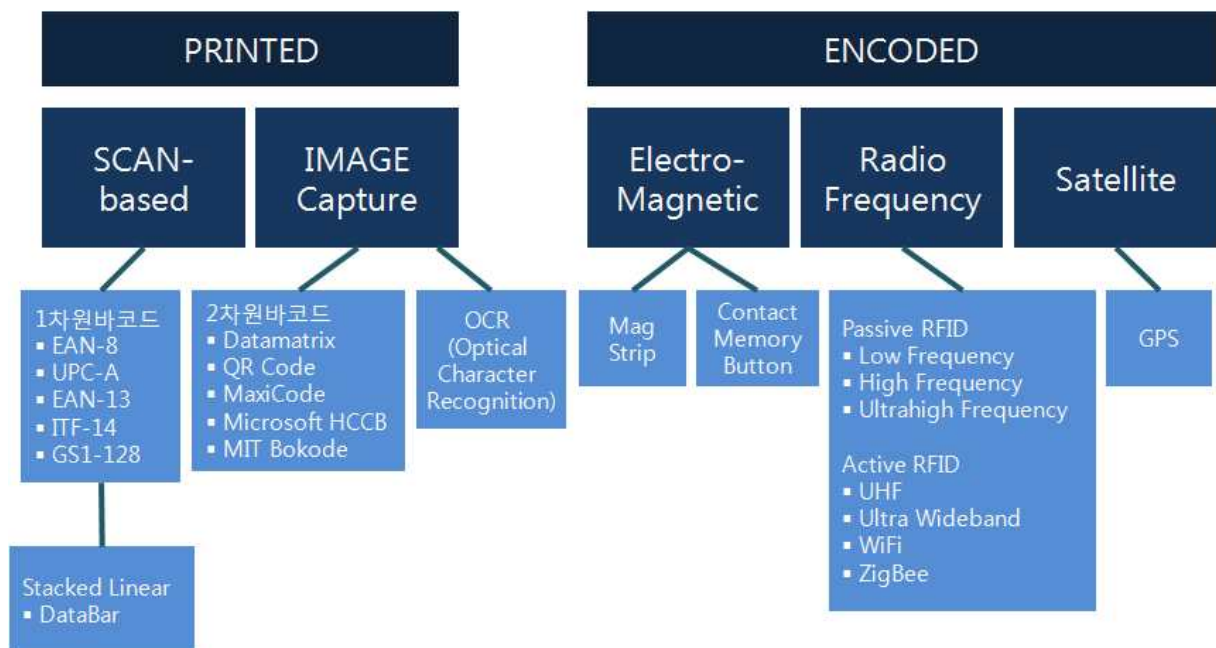 PRINTED
SCAN-
based
IMAGE
Capture
1차원바코드
▪ EAN-8
▪ UPC-A
▪ EAN-13
▪ ITF-14
▪ GS1-128
Stacked Linear
▪ DataBar
2차원바코드
▪ Datamatrix
▪ QR Code
▪ MaxiCode
▪ Microsoft HCCB
▪ MIT Bokode
OCR
(Optical
Character
Recognition)
ENCODED
Electro-
Magnetic
Radio
Frequency
Satellite
Mag
Strip
Contact
Memory
Button
Passive RFID
▪ Low Frequency
▪ High Frequency
▪ Ultrahigh Frequency
Active RFID
▪ UHF
▪ Ultra Wideband
▪ WiFi
▪ ZigBee
GPS